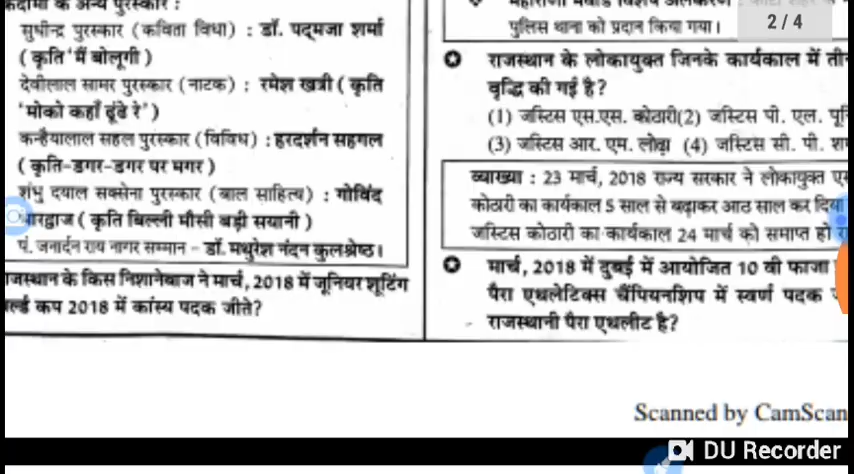 अकादमी के अन्य पुरस्कार :
सुधीन्द्र पुरस्कार (कविता विधा) : डॉ. पद्मजा शर्मा
(कृति 'मैं बोलूगी )
देवीलाल सामर पुरस्कार (नाटक) : रमेश खत्री ( कृति
'मोको कहाँ ढूंढे रे')
कन्हैयालाल सहल पुरस्कार (विविध) : हरदर्शन सहगल
( कृति-डगर-डगर पर मगर )
शंभु दयाल सक्सेना पुरस्कार (बाल साहित्य) : गोविंद
भारद्वाज ( कृति बिल्ली मौसी बड़ी सयानी )
पं. जनार्दन राय नागर सम्मान - डॉ. मथुरेश नंदन कुलश्रेष्ठ।
राजस्थान के किस निशानेबाज ने मार्च, 2018 में जूनियर शूटिंग
वर्ल्ड कप 2018 में कांस्य पदक जीते?
पुलिस थाना को प्रदान किया गया।
2 / 4
राजस्थान के लोकायुक्त जिनके कार्यकाल में
वृद्धि की गई है?
(1) जस्टिस एस.एस. कोठारी(2) जस्टिस पी. एल.
(3) जस्टिस आर. एम. लोढ़ा (4) जस्टिस सी. पी.
व्याख्या : 23 मार्च, 2018 राज्य सरकार ने लोकायुक्त
कोठारी का कार्यकाल 5 साल से बढ़ाकर आठ साल कर दिया
जस्टिस कोठारी का कार्यकाल 24 मार्च को समाप्त हो
मार्च, 2018 में दुबई में आयोजित 10 वी फाजा
पैरा एथलेटिक्स चैंपियनशिप में स्वर्ण पदक
राजस्थानी पैरा एथलीट है?
Scanned by CamScan
DU Recorder